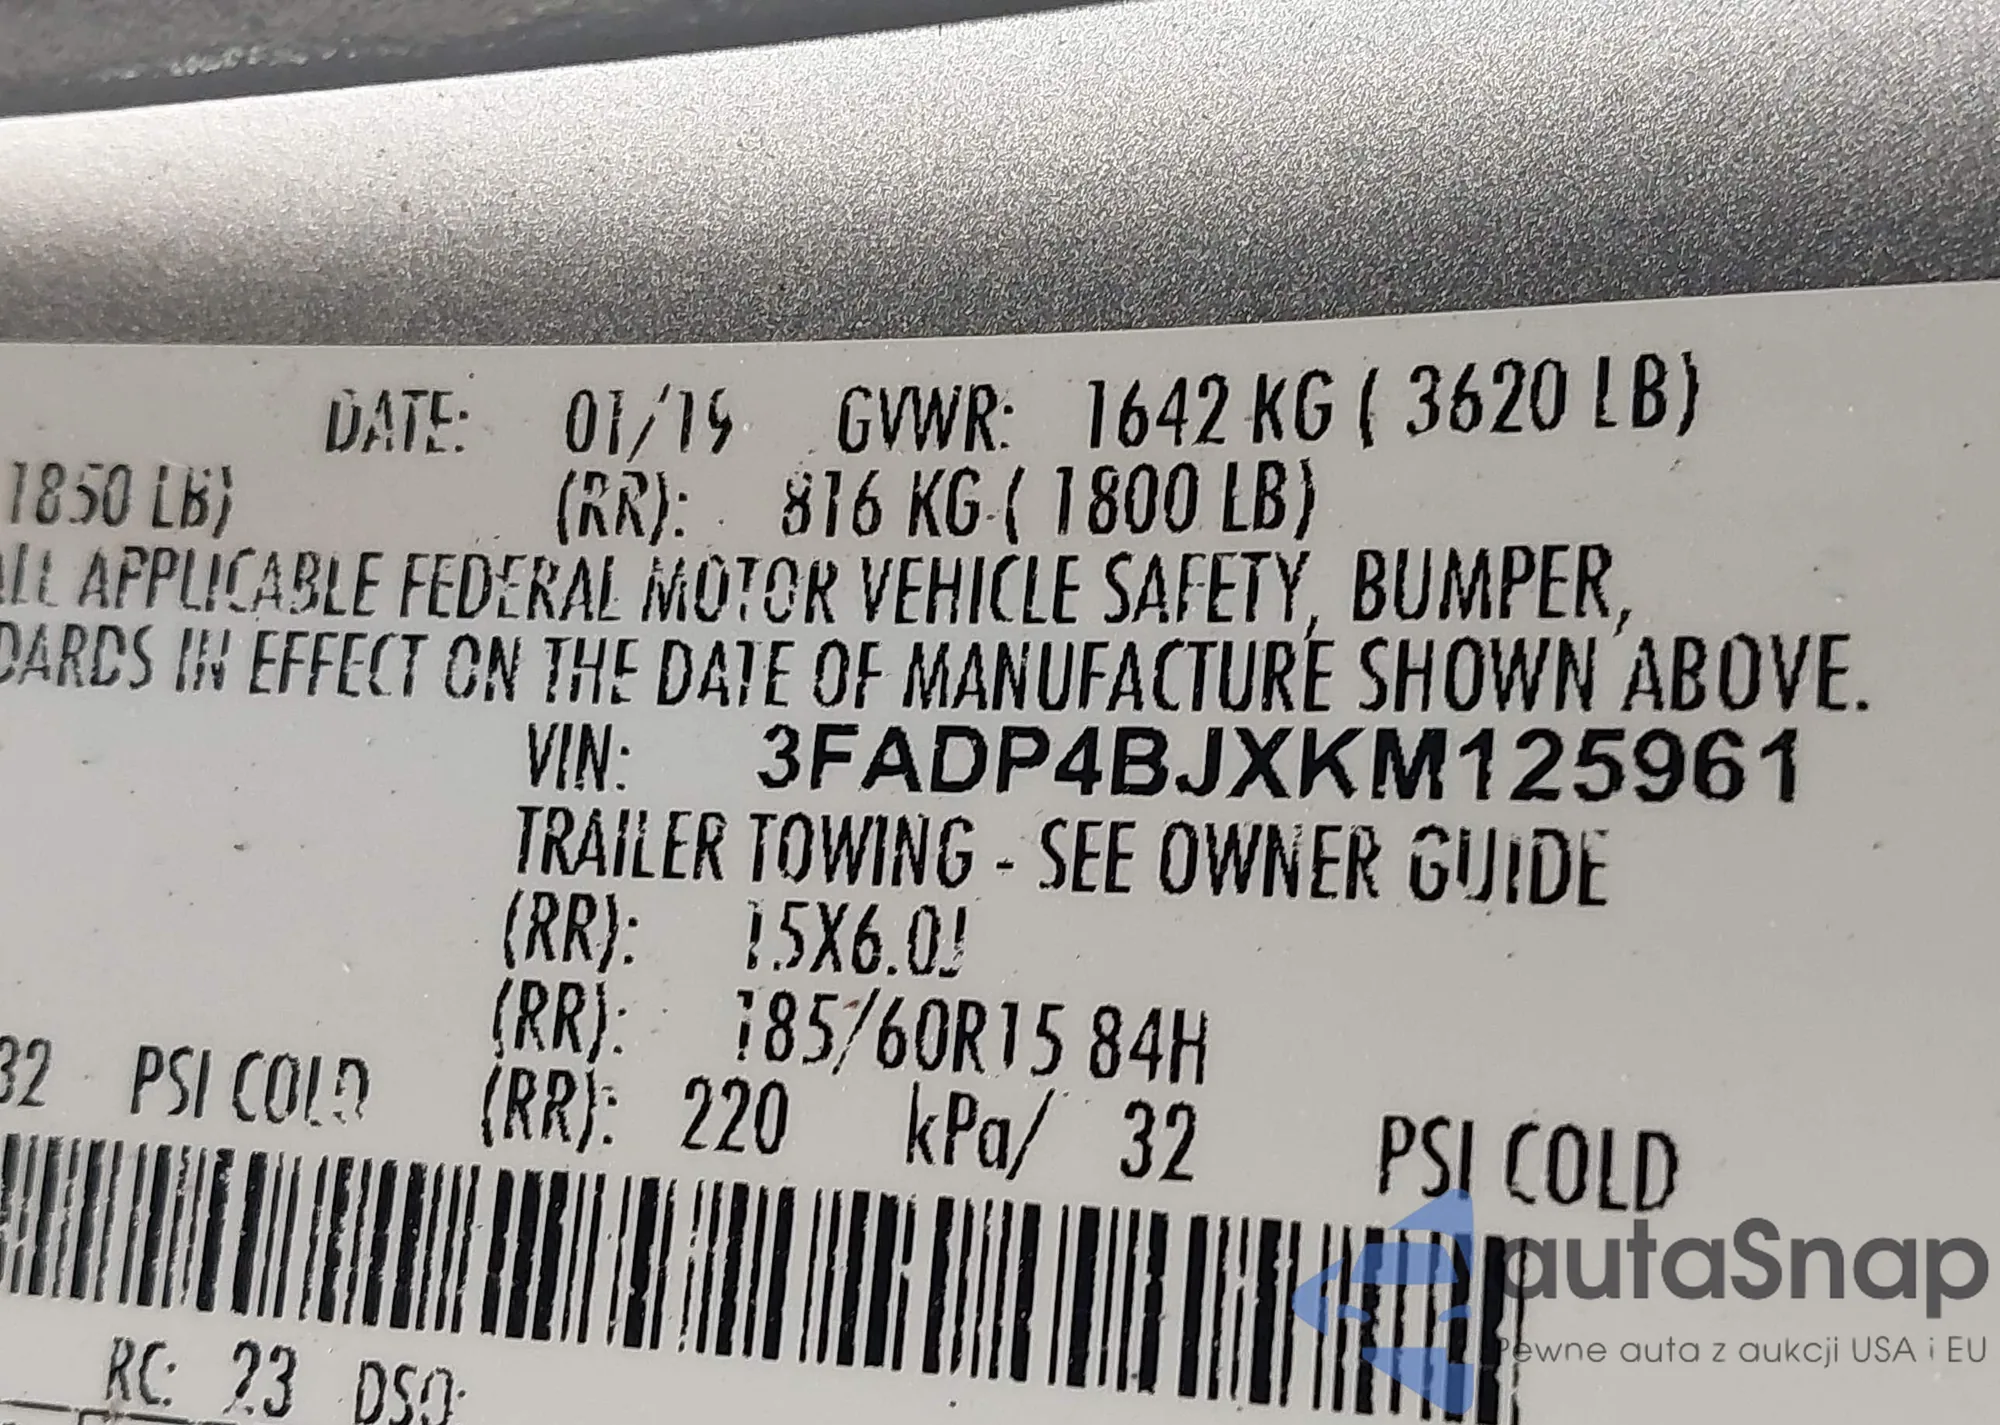 DATE: 01/19 GVWR: 1642 KG ( 3620 LB)
1850 LB) (RR): 816 KG ( 1800 LB)
ALL APPLICABLE FEDERAL MOTOR VEHICLE SAFETY, BUMPER,
DARDS IN EFFECT ON THE DATE OF MANUFACTURE SHOWN ABOVE.
VIN: 3FADP4BJXKM125961
TRAILER TOWING - SEE OWNER GUIDE
(RR): 15X6.0J
(RR): 185/60R15 84H
32 PSI COLD (RR): 220 kPa/ 32 PSI COLD
RC: 23 DSO:
autaSnap
Pewne auta z aukcji USA i EU